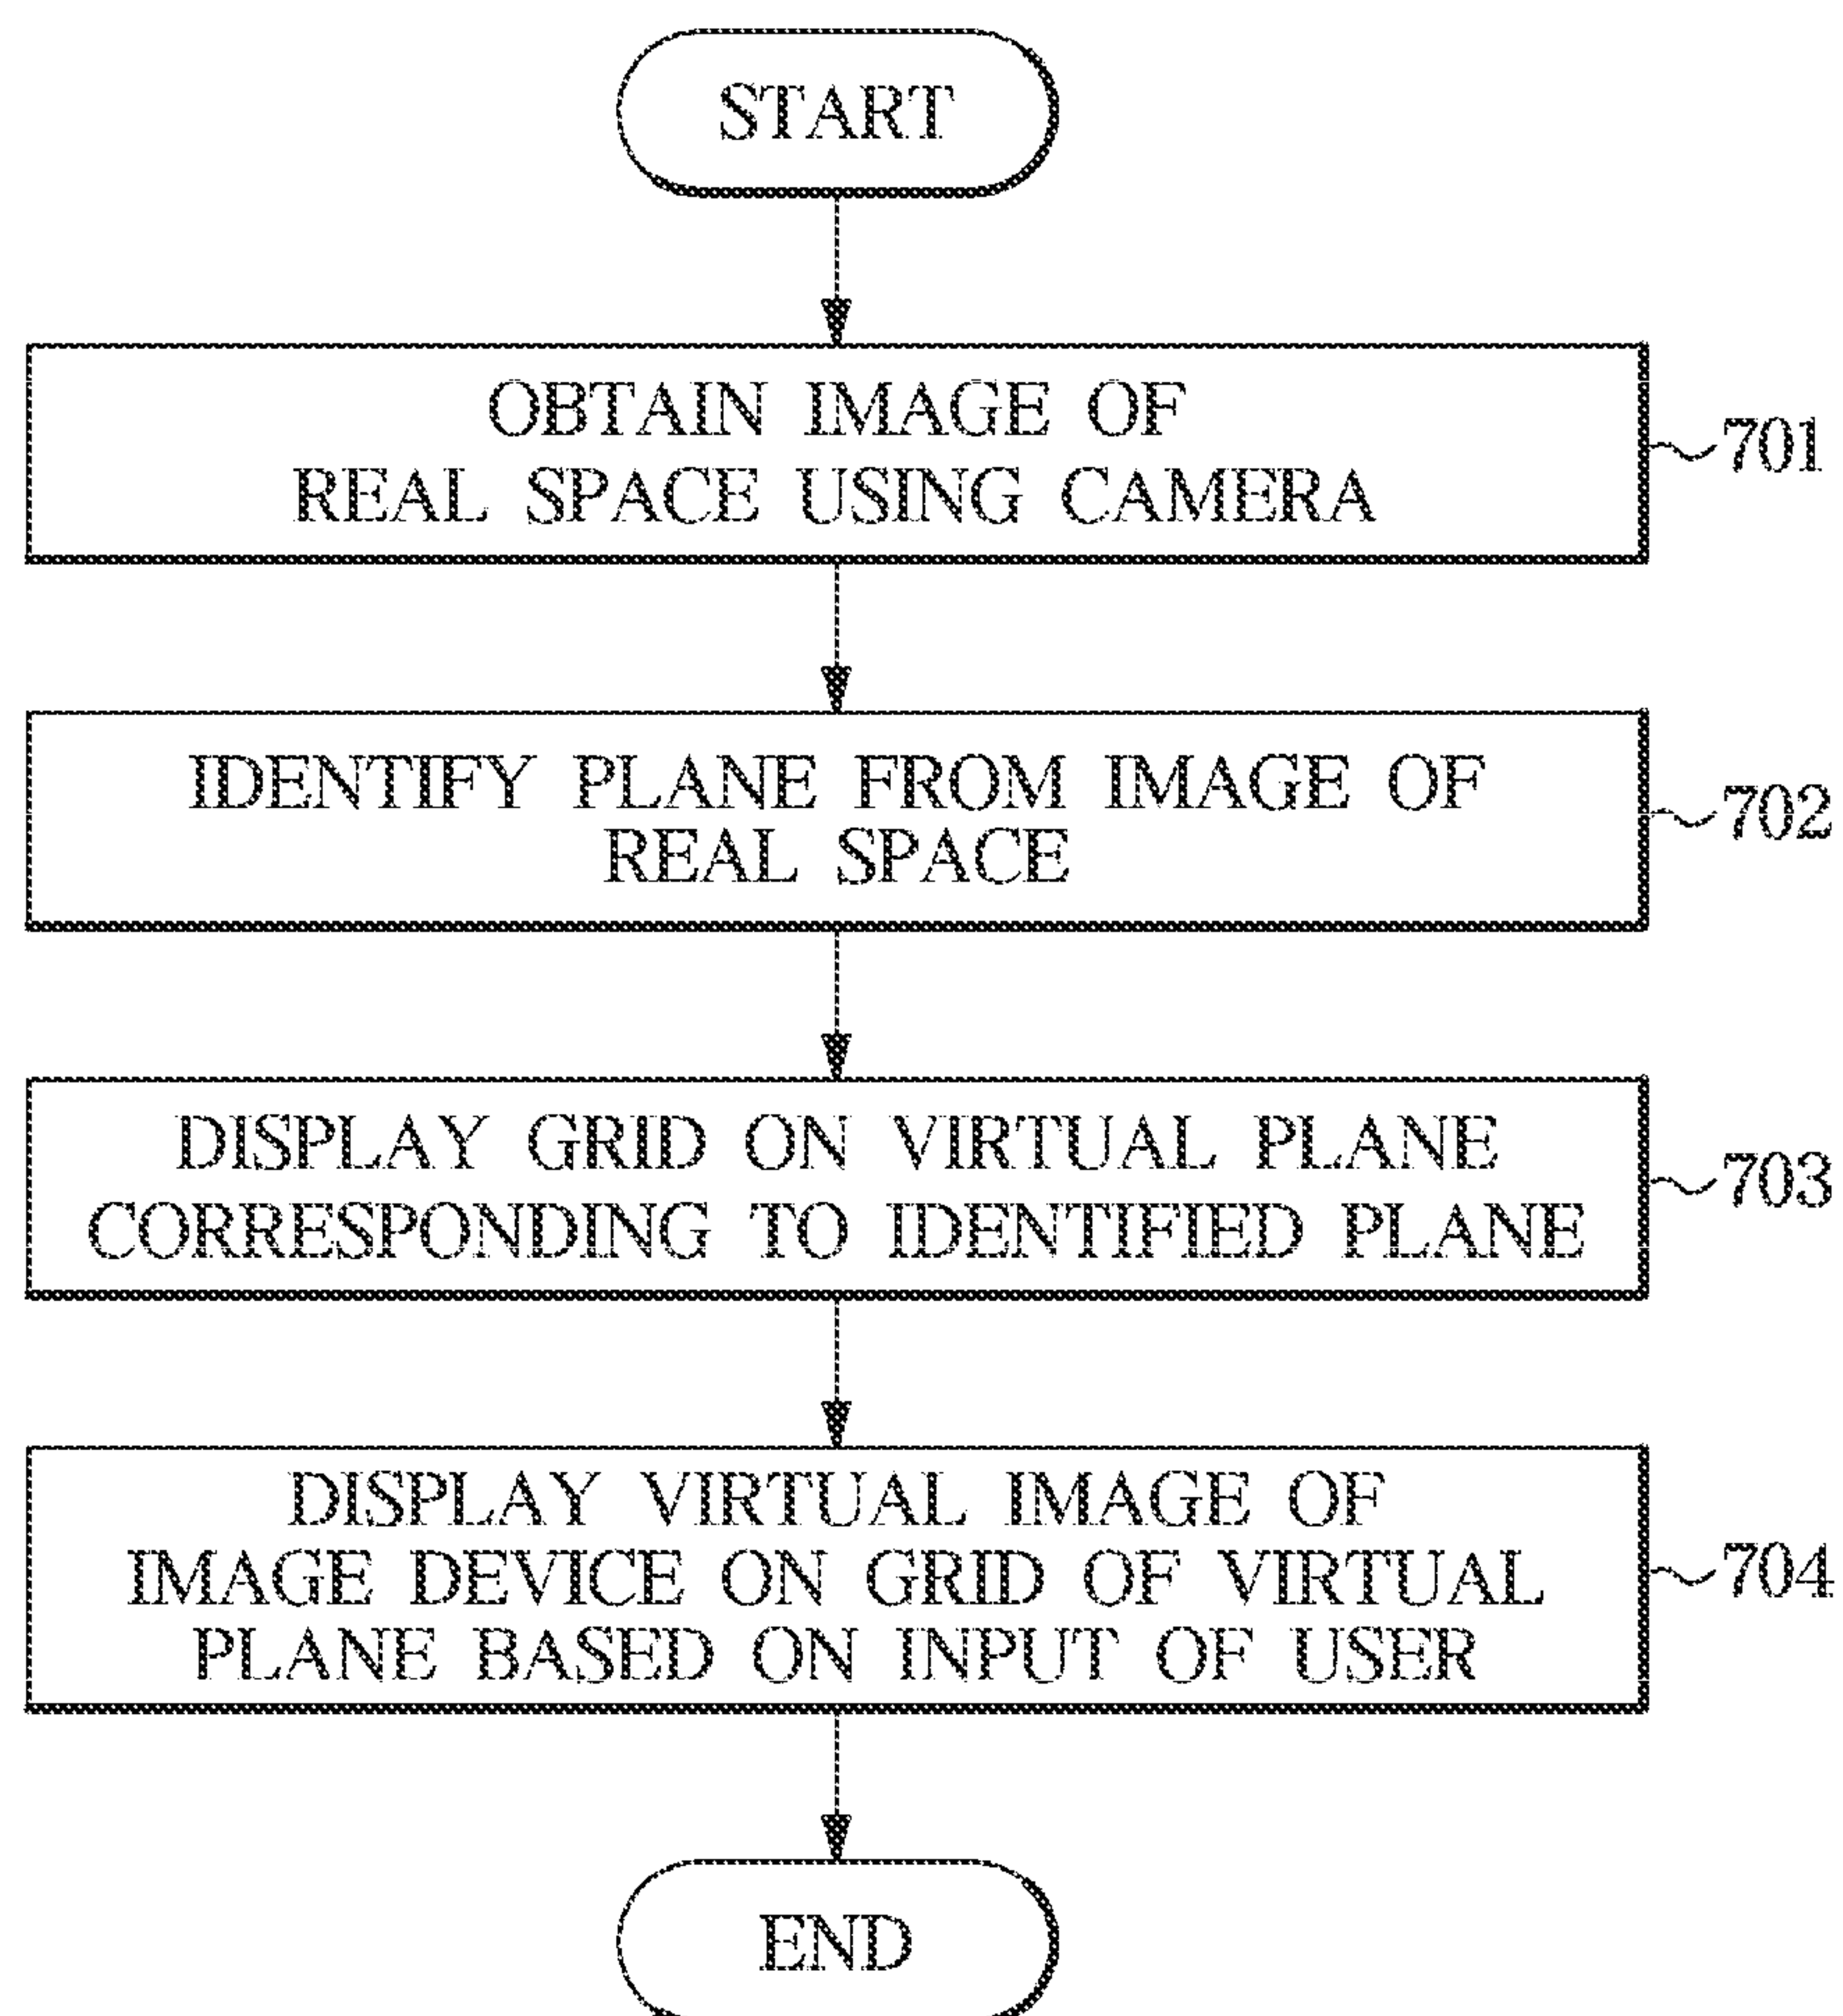 START
OBTAIN IMAGE OF
REAL SPACE USING CAMERA
701
IDENTIFY PLANE FROM IMAGE OF
REAL SPACE
702
DISPLAY GRID ON VIRTUAL PLANE
CORRESPONDING TO IDENTIFIED PLANE
703
DISPLAY VIRTUAL IMAGE OF
IMAGE DEVICE ON GRID OF VIRTUAL
PLANE BASED ON INPUT OF USER
704
END